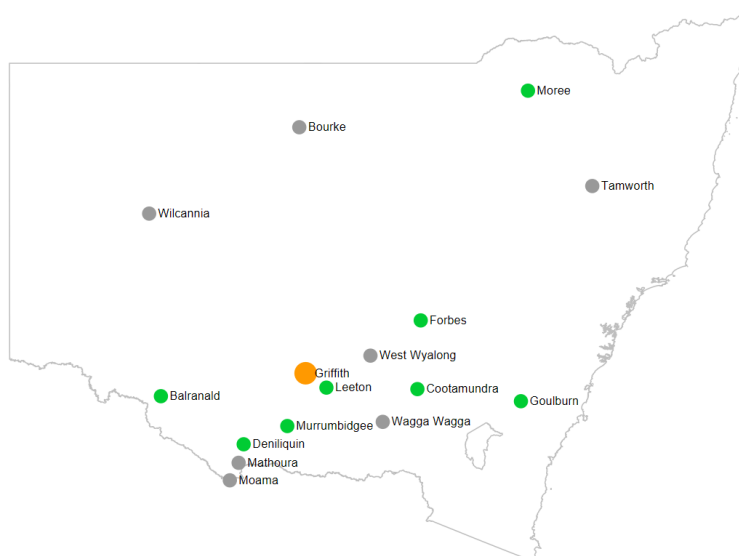 Moree
Bourke
Tamworth
Wilcannia
Forbes
West Wyalong
Griffith
Leeton
Cootamundra
Balranald
Goulburn
Murrumbidgee
Wagga Wagga
Deniliquin
Mathoura
Moama